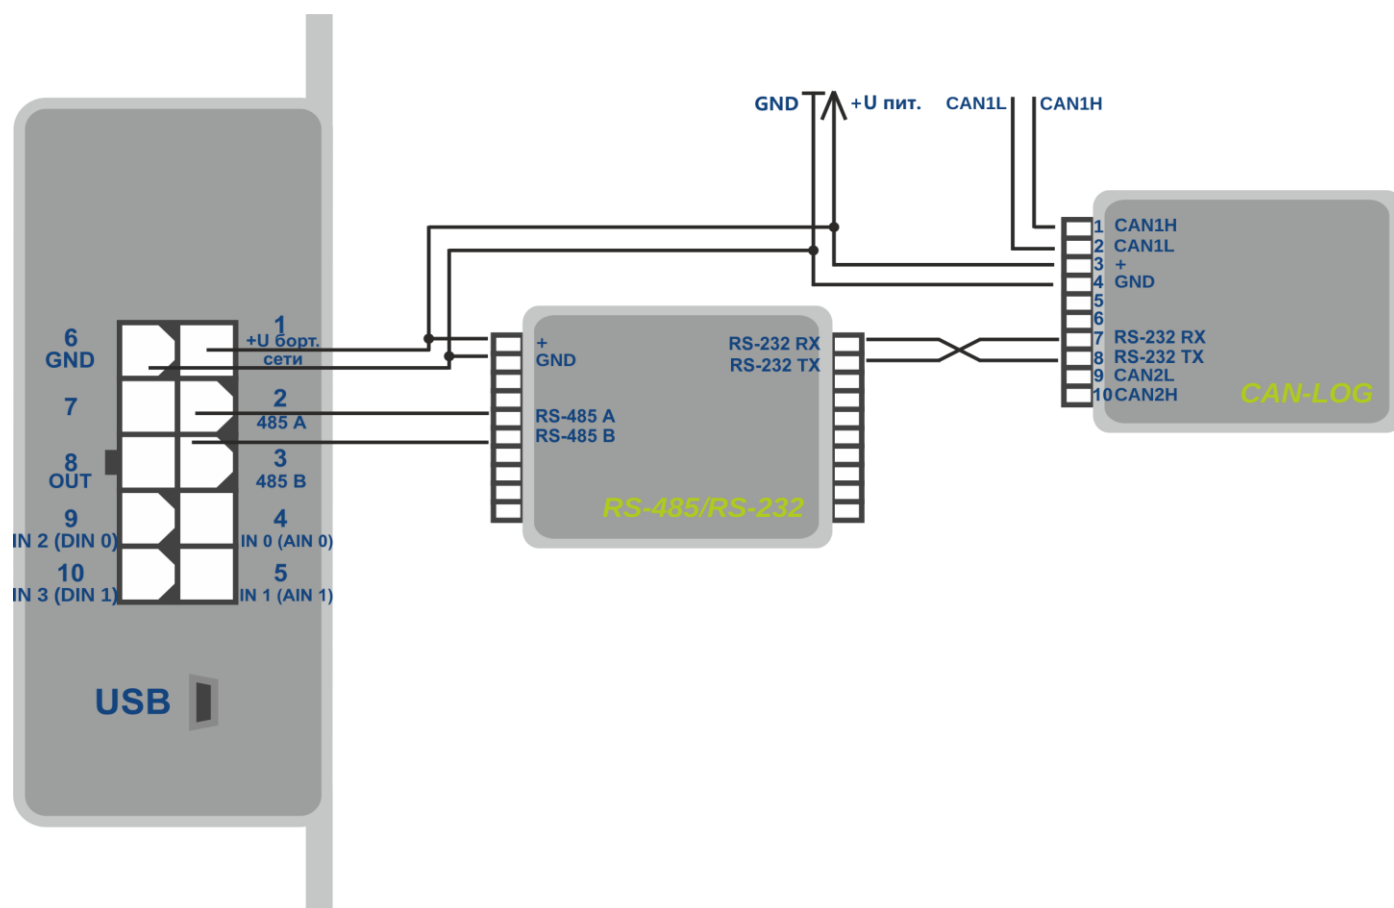 GND
+U пит.
CAN1L
CAN1H
6
GND
7
8
OUT
9
IN 2 (DIN 0)
10
IN 3 (DIN 1)
1
+U борт.
сети
2
485 A
3
485 B
4
IN 0 (AIN 0)
5
IN 1 (AIN 1)
USB
+
GND
RS-485 A
RS-485 B
RS-232 RX
RS-232 TX
RS-485/RS-232
1 CAN1H
2 CAN1L
3 +
4 GND
5
6
7 RS-232 RX
8 RS-232 TX
9 CAN2L
10 CAN2H
CAN-LOG